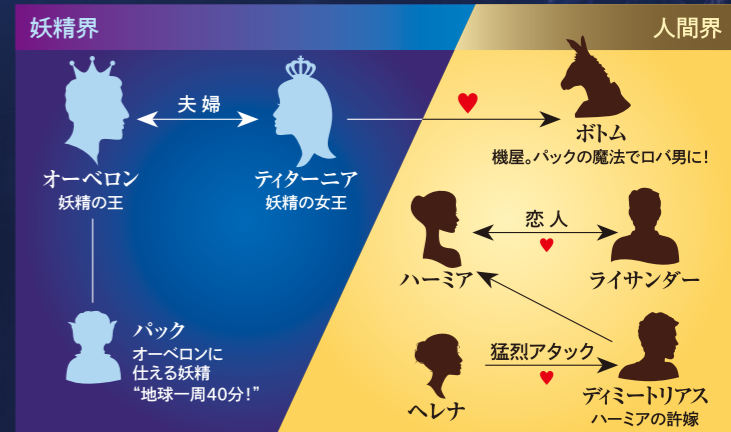 妖精界
人間界
夫婦
オーベロン
妖精の王
ティターニア
妖精の女王
ボトム
機屋。パックの魔法でロバ男に!
恋人
ハーミア
ライサンダー
パック
オーベロンに
仕える妖精
“地球一周40分!”
猛烈アタック
ヘレナ
ディミートリアス
ハーミアの許嫁